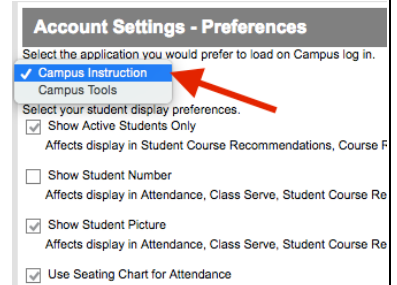 Account Settings - Preferences
Select the application you would prefer to load on Campus log in.
✓ Campus Instruction
Campus Tools
Select your student display preferences.
Show Active Students Only
Affects display in Student Course Recommendations, Course R
Show Student Number
Affects display in Attendance, Class Serve, Student Course Re
Show Student Picture
Affects display in Attendance, Class Serve, Student Course Re
Use Seating Chart for Attendance